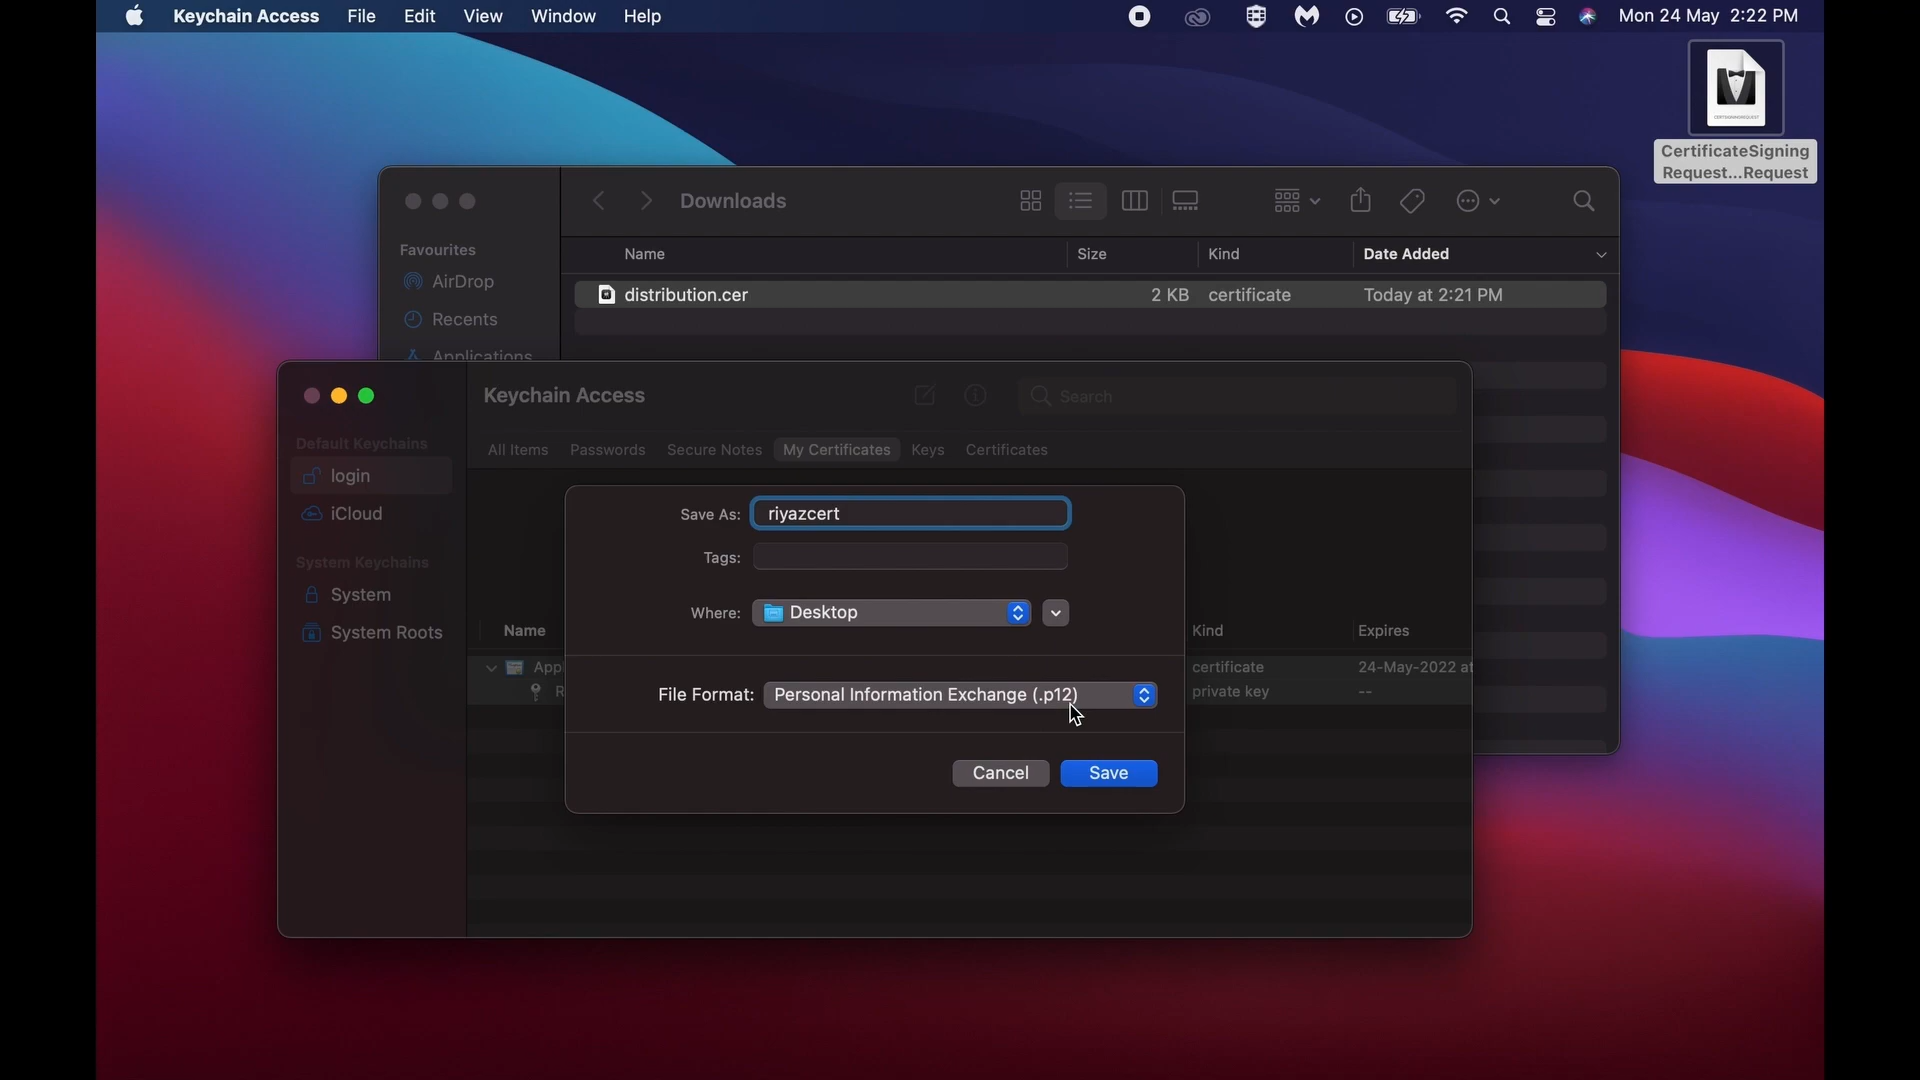 Keychain Access File Edit View Window Help Mon 24 May 2:22 PM
CertificateSigning
Request...Request
Downloads
Favourites
AirDrop
Recents
Applications
Name Size Kind Date Added
distribution.cer 2 KB certificate Today at 2:21 PM
Keychain Access
Search
All Items Passwords Secure Notes My Certificates Keys Certificates
Default Keychains
login
iCloud
System Keychains
System
System Roots
Save As: riyazcert
Tags:
Where: Desktop
File Format: Personal Information Exchange (.p12)
Cancel Save
Name Kind Expires
App certificate 24-May-2022 at
R private key --